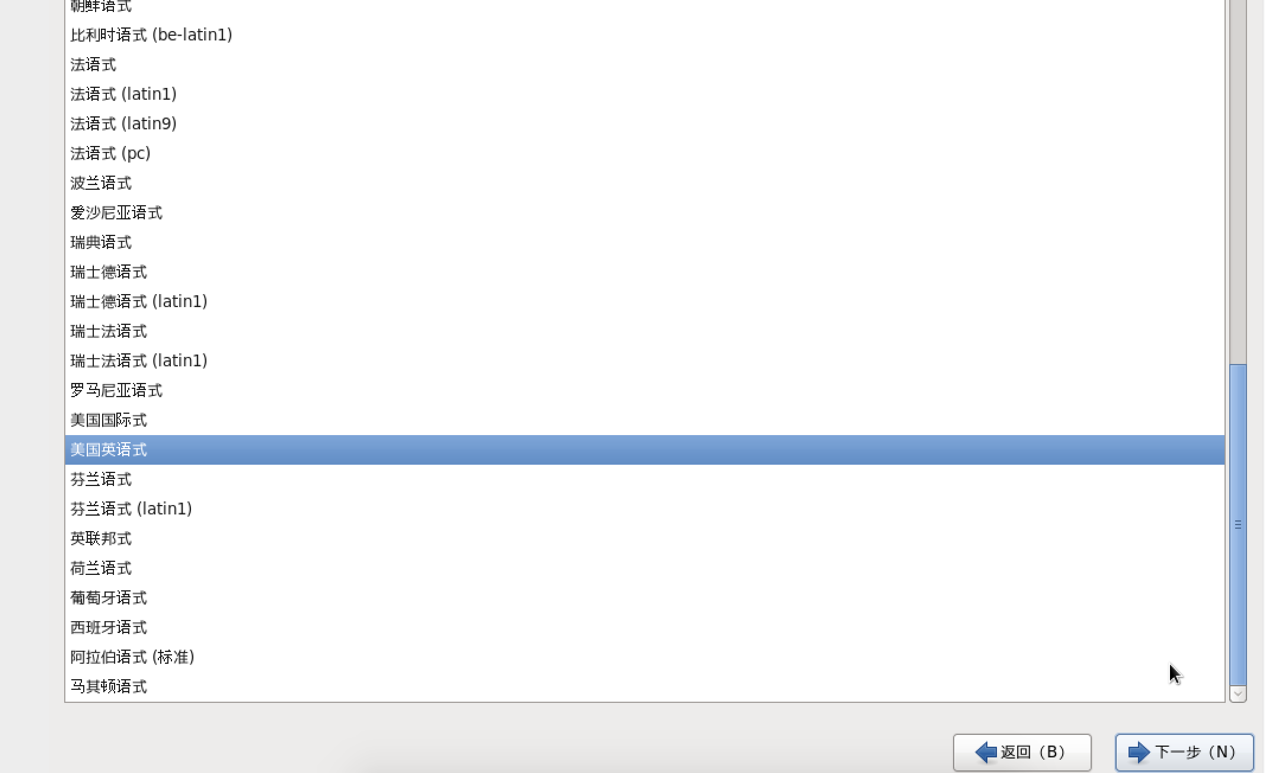 朝鲜语式
比利时语式 (be-latin1)
法语式
法语式 (latin1)
法语式 (latin9)
法语式 (pc)
波兰语式
爱沙尼亚语式
瑞典语式
瑞士德语式
瑞士德语式 (latin1)
瑞士法语式
瑞士法语式 (latin1)
罗马尼亚语式
美国国际式
美国英语式
芬兰语式
芬兰语式 (latin1)
英联邦式
荷兰语式
葡萄牙语式
西班牙语式
阿拉伯语式 (标准)
马其顿语式
返回（B） 下一步（N）